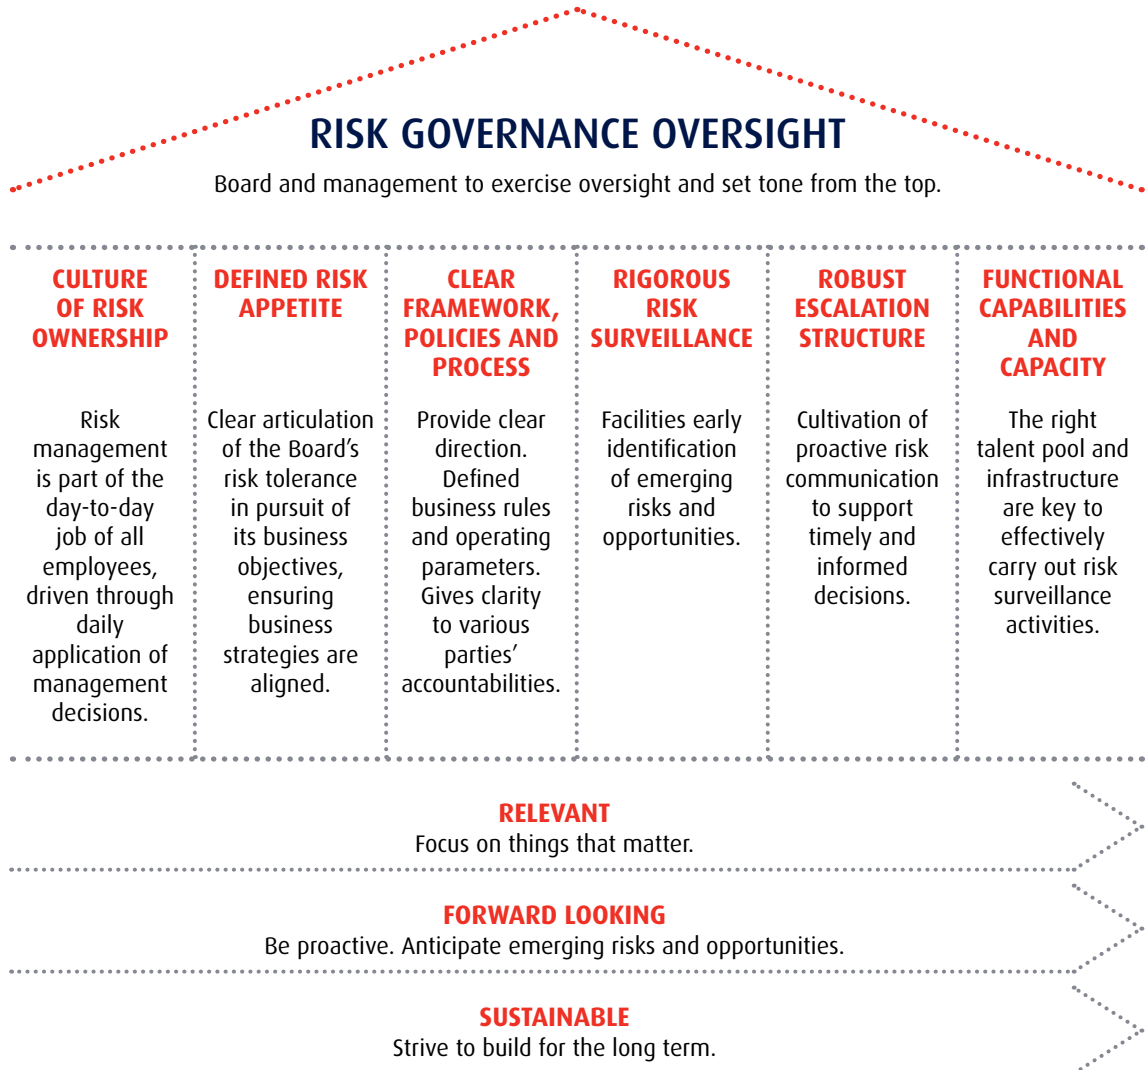 RISK GOVERNANCE OVERSIGHT
Board and management to exercise oversight and set tone from the top.
CULTURE
OF RISK
OWNERSHIP
Risk
management
is part of the
day-to-day
job of all
employees,
driven through
daily
application of
management
decisions.
DEFINED RISK
APPETITE
Clear articulation
of the Board’s
risk tolerance
in pursuit of
its business
objectives,
ensuring
business
strategies are
aligned.
CLEAR
FRAMEWORK,
POLICIES AND
PROCESS
Provide clear
direction.
Defined
business rules
and operating
parameters.
Gives clarity
to various
parties’
accountabilities.
RIGOROUS
RISK
SURVEILLANCE
Facilities early
identification
of emerging
risks and
opportunities.
ROBUST
ESCALATION
STRUCTURE
Cultivation of
proactive risk
communication
to support
timely and
informed
decisions.
FUNCTIONAL
CAPABILITIES
AND
CAPACITY
The right
talent pool and
infrastructure
are key to
effectively
carry out risk
surveillance
activities.
RELEVANT
Focus on things that matter.
FORWARD LOOKING
Be proactive. Anticipate emerging risks and opportunities.
SUSTAINABLE
Strive to build for the long term.